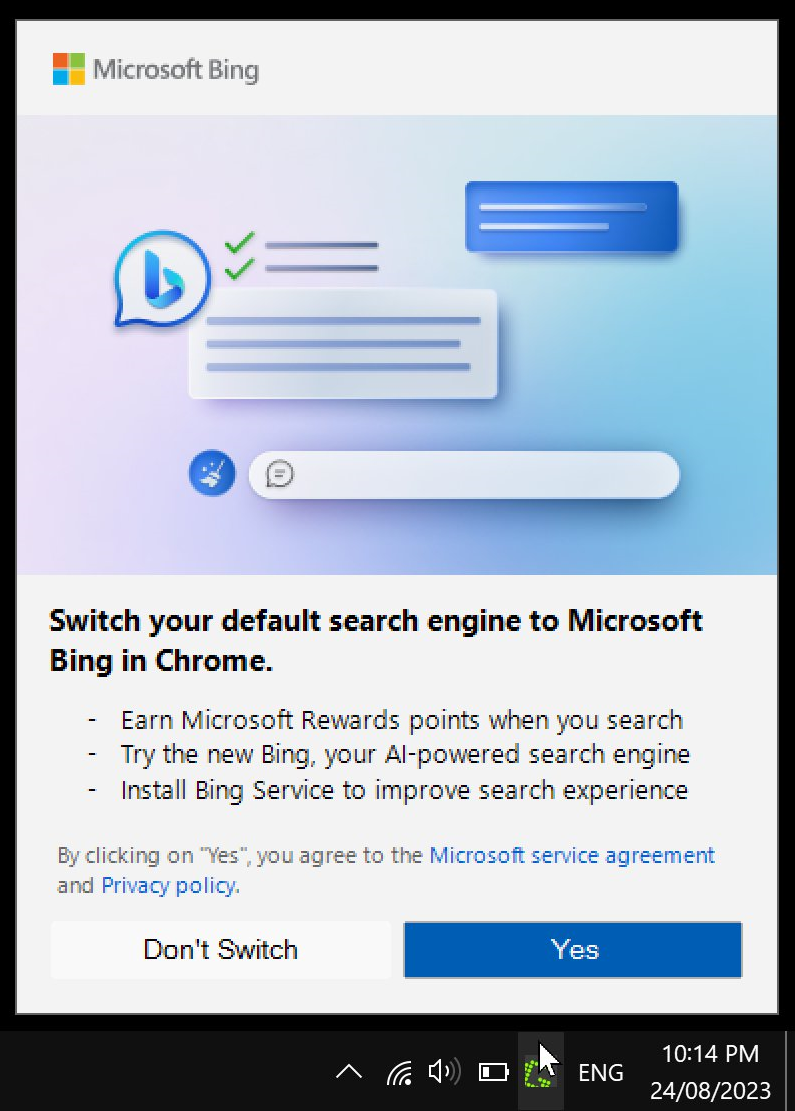 Microsoft Bing
Switch your default search engine to Microsoft
Bing in Chrome.
- Earn Microsoft Rewards points when you search
- Try the new Bing, your AI-powered search engine
- Install Bing Service to improve search experience
By clicking on "Yes", you agree to the Microsoft service agreement
and Privacy policy.
Don't Switch
Yes
ENG
10:14 PM
24/08/2023